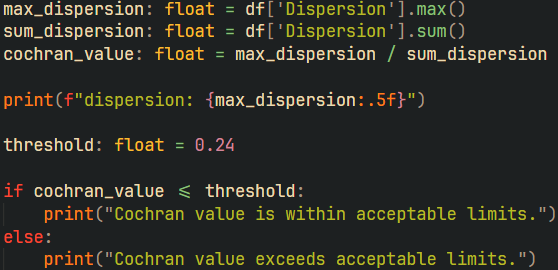 max_dispersion: float = df['Dispersion'].max()
sum_dispersion: float = df['Dispersion'].sum()
cochran_value: float = max_dispersion / sum_dispersion
print(f"dispersion: {max_dispersion:.5f}")
threshold: float = 0.24
if cochran_value ⩽ threshold:
    print("Cochran value is within acceptable limits.")
else:
    print("Cochran value exceeds acceptable limits.")